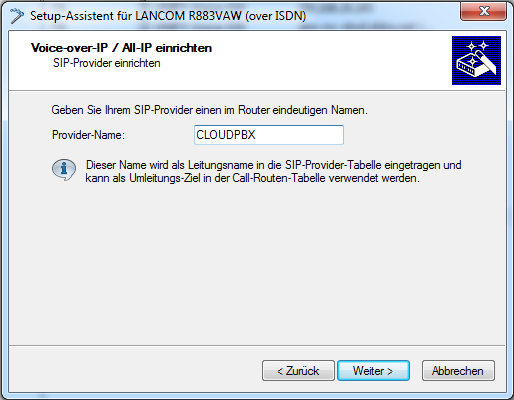 Setup-Assistent für LANCOM R883VAW (over ISDN)
Voice-over-IP / All-IP einrichten
SIP-Provider einrichten
Geben Sie Ihrem SIP-Provider einen im Router eindeutigen Namen.
Provider-Name: CLOUDPBX
Dieser Name wird als Leitungsname in die SIP-Provider-Tabelle eingetragen und
kann als Umleitungs-Ziel in der Call-Routen-Tabelle verwendet werden.
< Zurück Weiter > Abbrechen